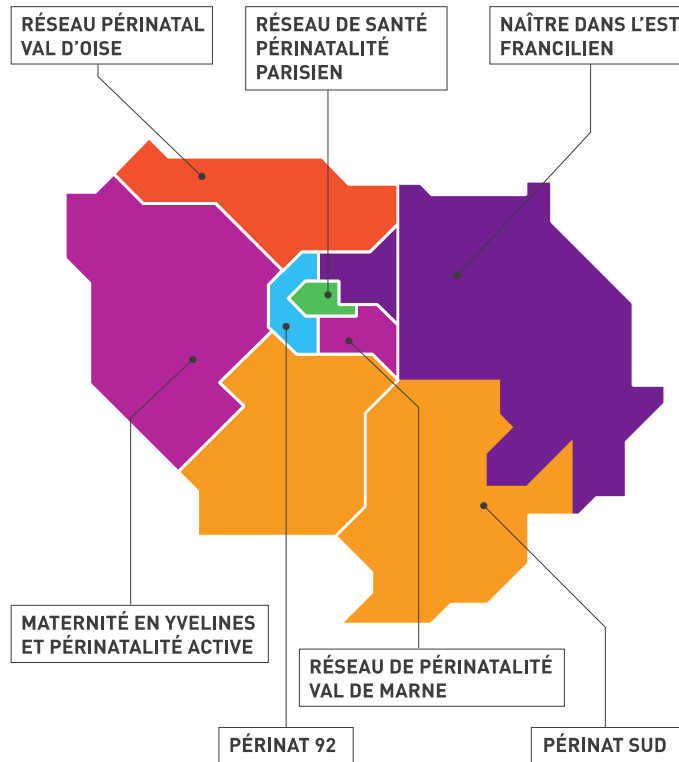 RÉSEAU PÉRINATAL
VAL D'OISE
RÉSEAU DE SANTÉ
PÉRINATALITÉ
PARISIEN
NAÎTRE DANS L'EST
FRANCILIEN
MATERNITÉ EN YVELINES
ET PÉRINATALITÉ ACTIVE
RÉSEAU DE PÉRINATALITÉ
VAL DE MARNE
PÉRINAT 92
PÉRINAT SUD